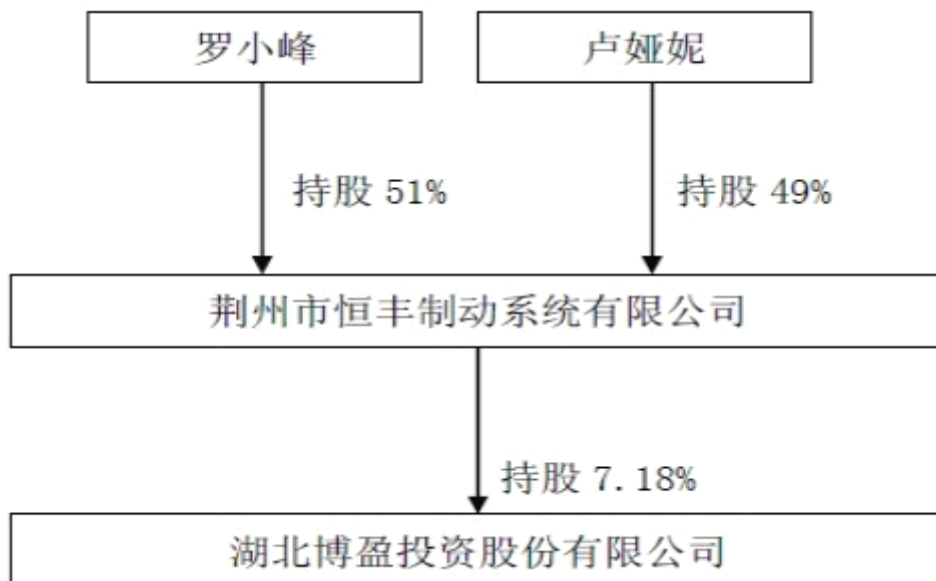 罗小峰
卢娅妮
持股 51%
持股 49%
荆州市恒丰制动系统有限公司
持股 7.18%
湖北博盈投资股份有限公司